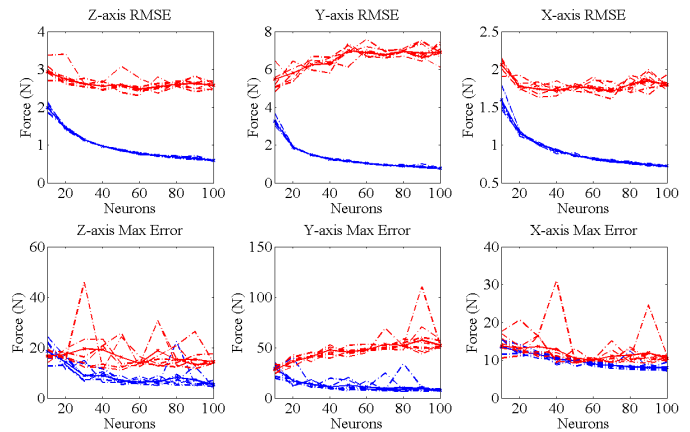 Z-axis RMSE
Y-axis RMSE
X-axis RMSE
Force (N)
4
3
2
1
0
20 40 60 80 100
Neurons
Force (N)
8
6
4
2
0
20 40 60 80 100
Neurons
Force (N)
2.5
2
1.5
1
0.5
20 40 60 80 100
Neurons
Z-axis Max Error
Y-axis Max Error
X-axis Max Error
Force (N)
60
40
20
0
20 40 60 80 100
Neurons
Force (N)
150
100
50
0
20 40 60 80 100
Neurons
Force (N)
40
30
20
10
0
20 40 60 80 100
Neurons